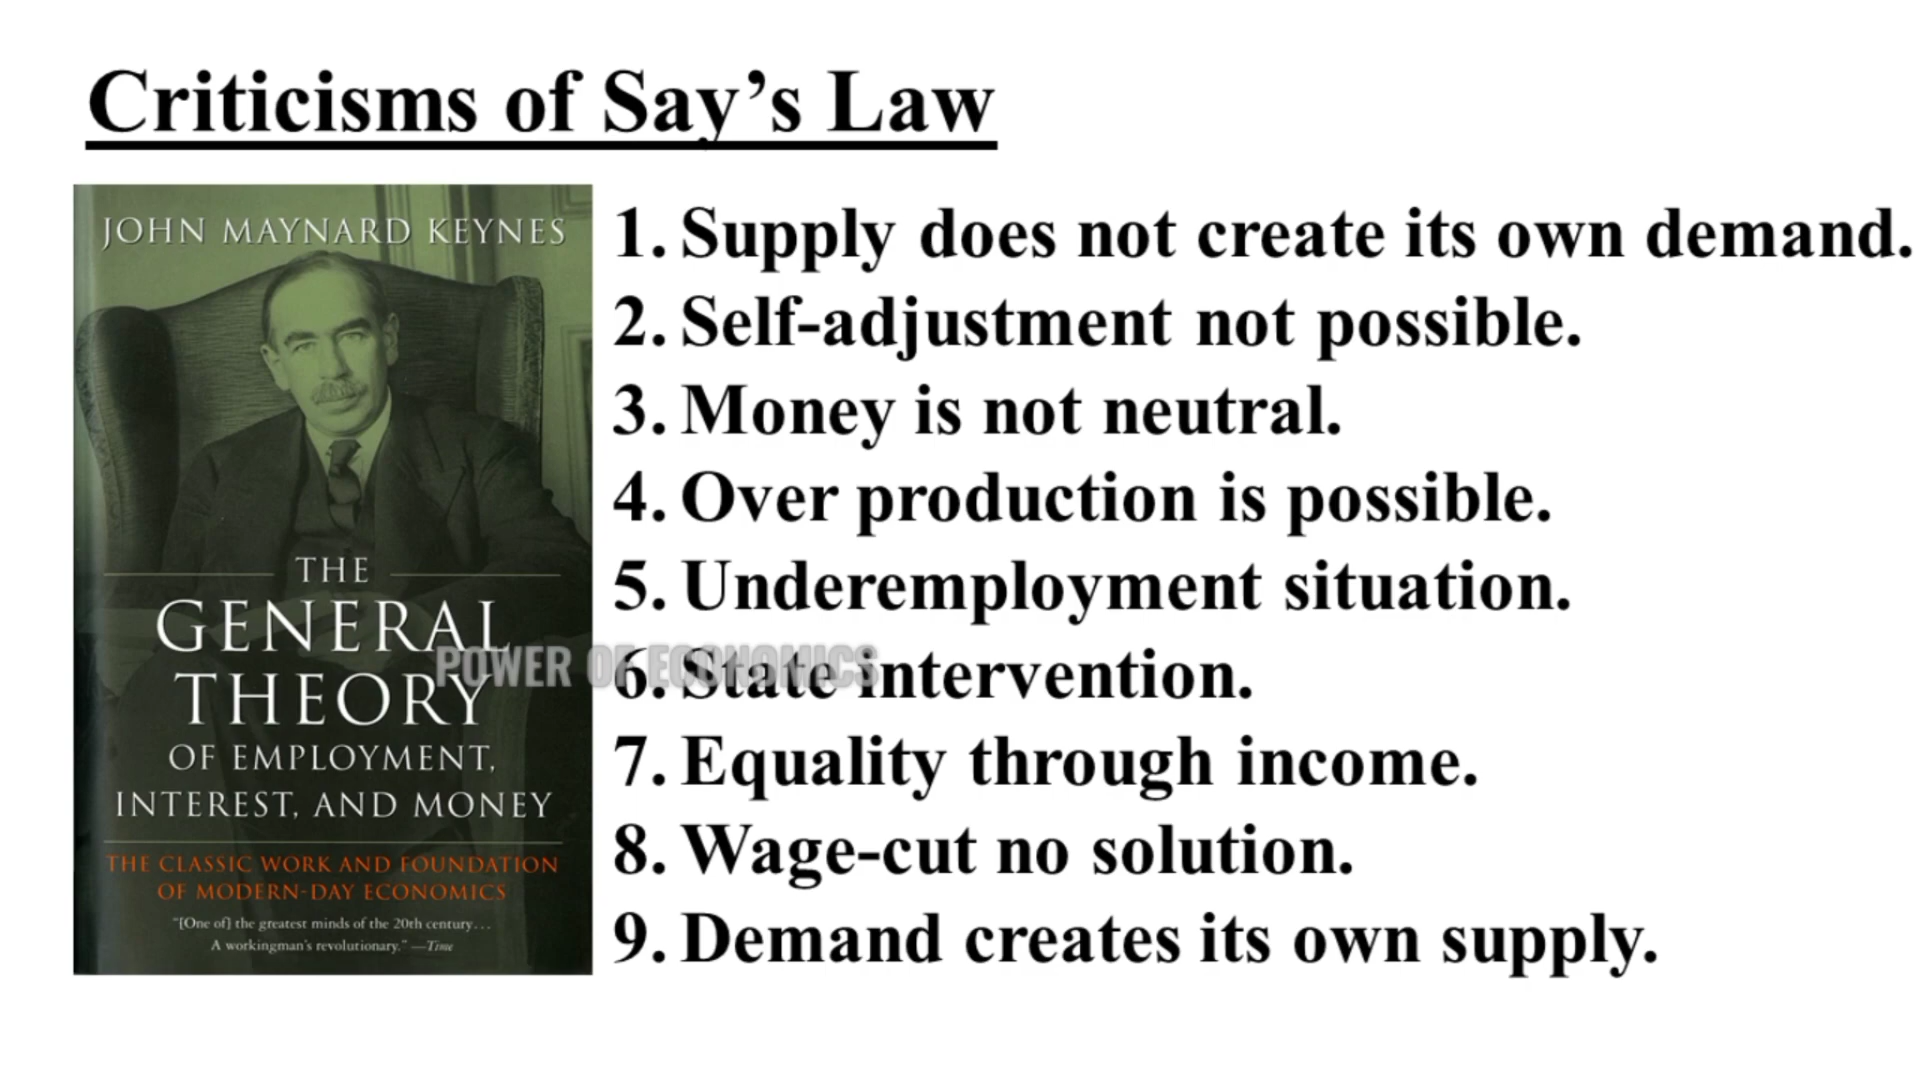 Criticisms of Say’s Law
JOHN MAYNARD KEYNES
THE
GENERAL
THEORY
OF EMPLOYMENT,
INTEREST, AND MONEY
THE CLASSIC WORK AND FOUNDATION
OF MODERN-DAY ECONOMICS
“[One of] the greatest minds of the 20th century...
A workingman’s revolutionary.” —Time
1. Supply does not create its own demand.
2. Self-adjustment not possible.
3. Money is not neutral.
4. Over production is possible.
5. Underemployment situation.
6. State intervention.
7. Equality through income.
8. Wage-cut no solution.
9. Demand creates its own supply.
POWER OF ECONOMICS